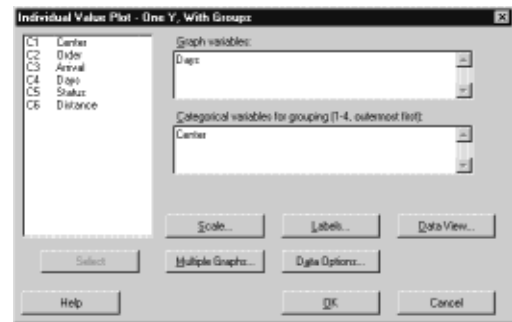 Individual Value Plot - One Y, With Groups
C1 Center
C2 Order
C3 Arrival
C4 Days
C5 Status
C6 Distance
Graph variables:
Days
Categorical variables for grouping (1-4, outermost first):
Center
Scale... Labels... Data View...
Select Multiple Graphs... Data Options...
Help OK Cancel